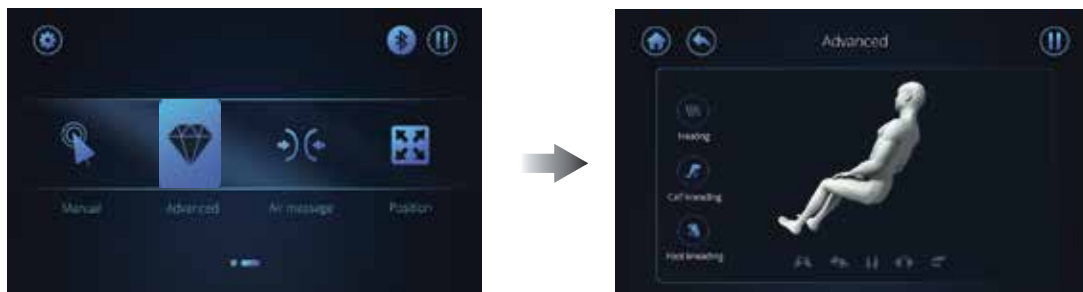 Manual
Advanced
Air massage
Position
Advanced
Heating
Calf kneading
Foot kneading